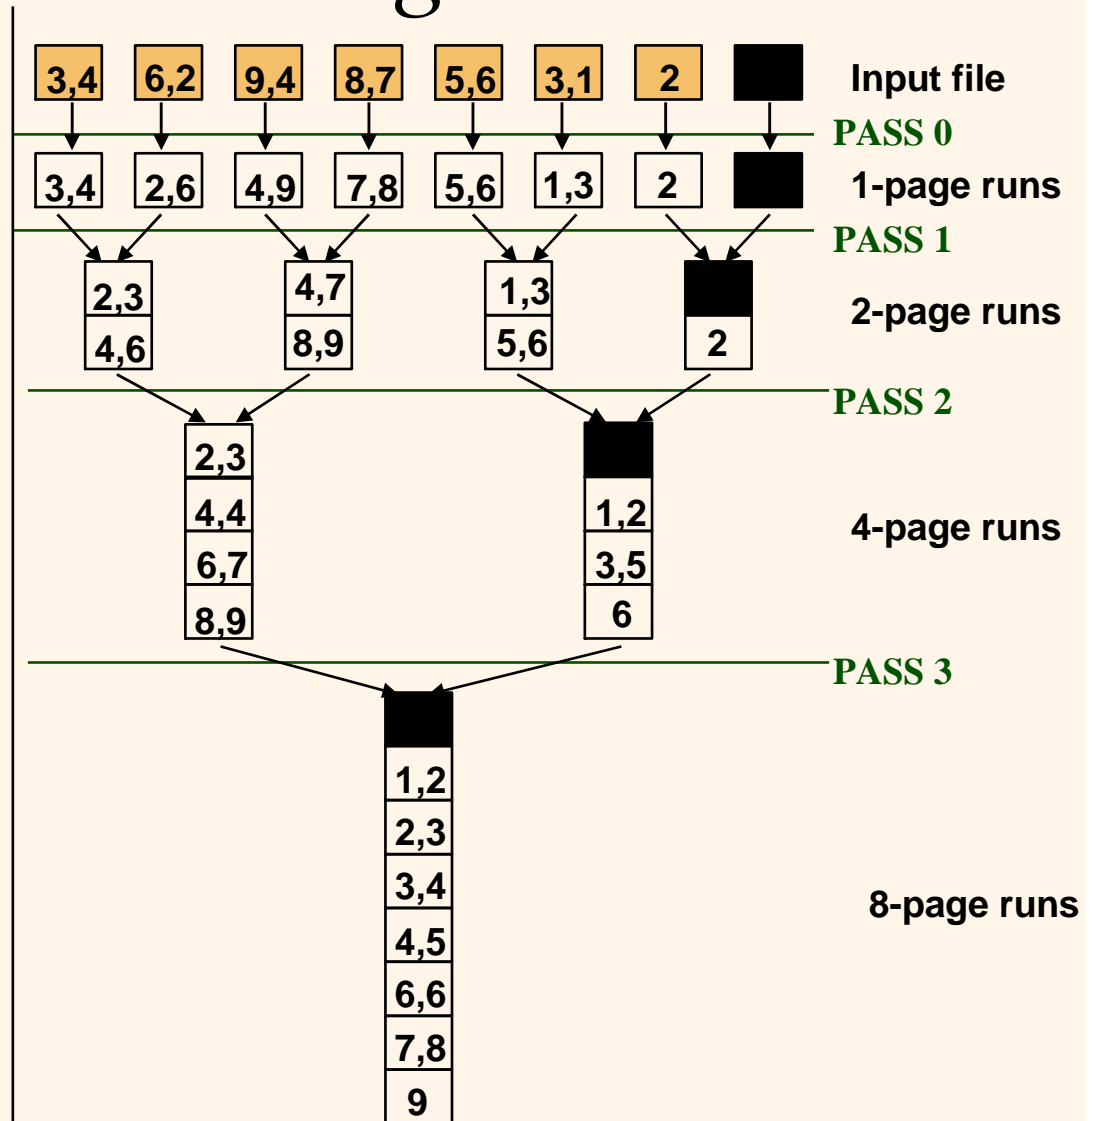 g
3,4 6,2 9,4 8,7 5,6 3,1 2 Input file
PASS 0
3,4 2,6 4,9 7,8 5,6 1,3 2 1-page runs
PASS 1
2,3 4,7 1,3
2-page runs
4,6 8,9 5,6 2
PASS 2
2,3
4,4 1,2
4-page runs
6,7 3,5
8,9 6
PASS 3
1,2
2,3
3,4
8-page runs
4,5
6,6
7,8
9